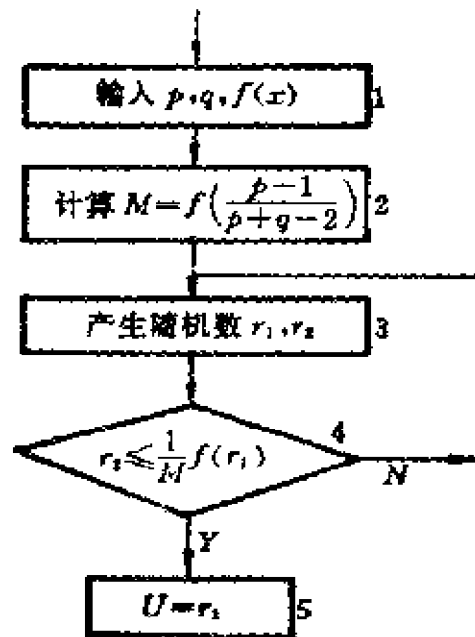 输入 p,q,f(x) 1
计算 M=f((p-1)/(p+q-2)) 2
产生随机数 r₁,r₂ 3
4
r₂≤(1/M)f(r₁)
N
Y
U=r₁ 5